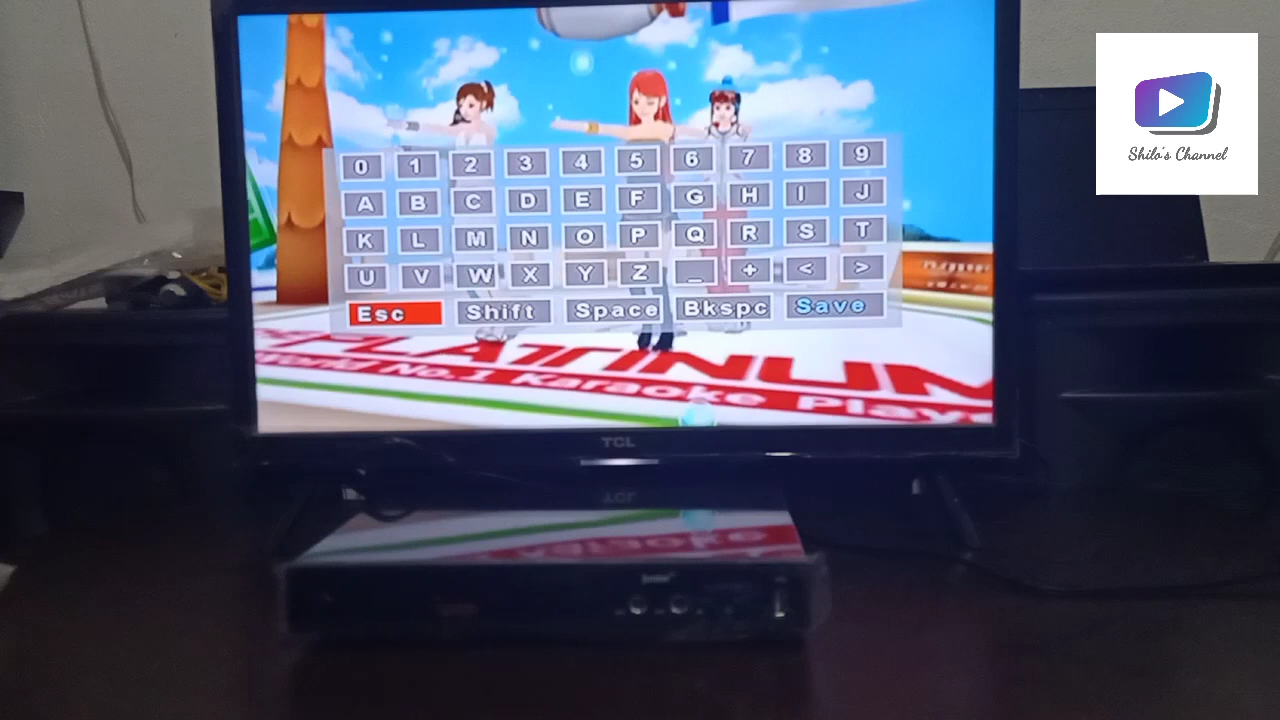 0 1 2 3 4 5 6 7 8 9
A B C D E F G H I J
K L M N O P Q R S T
U V W X Y Z _ + < >
Esc Shift Space Bkspc Save
PLATINUM
World No.1 Karaoke Playe
TCL
Shilo's Channel